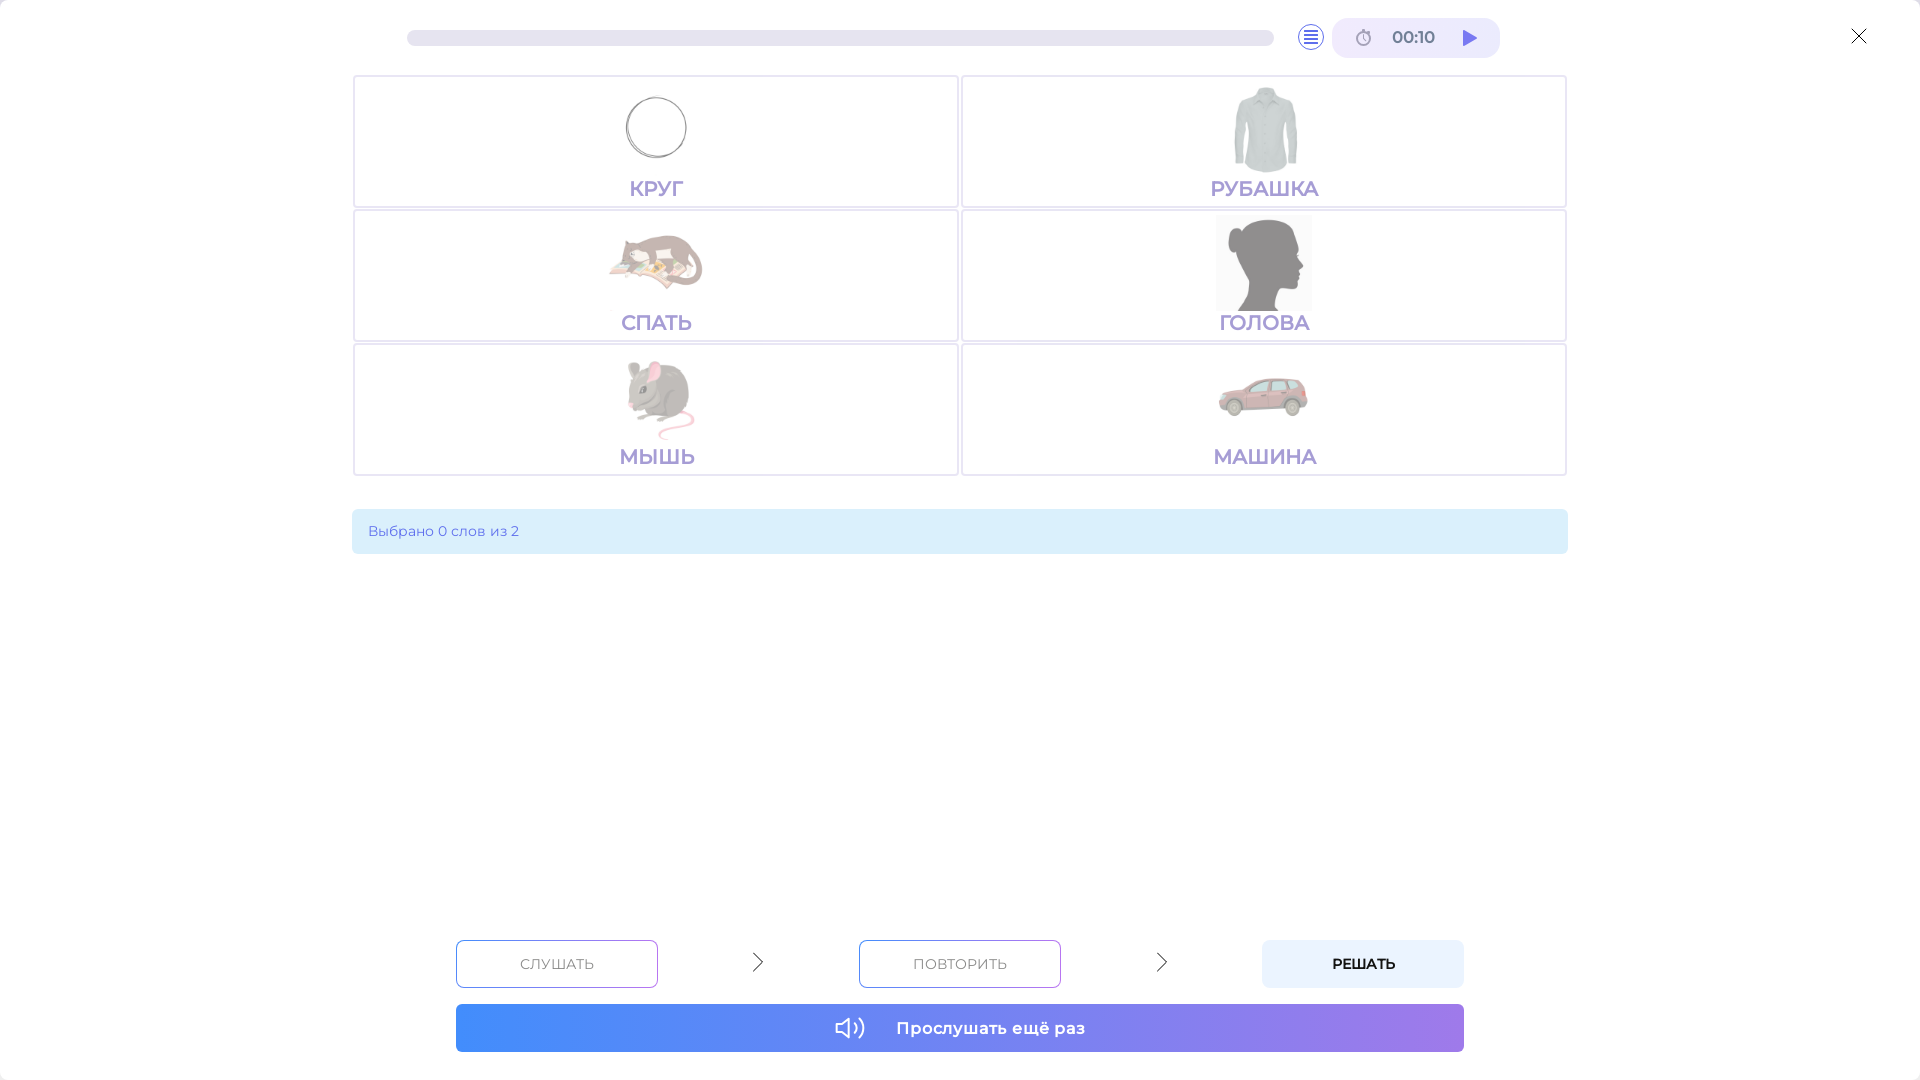 00:10
КРУГ
РУБАШКА
СПАТЬ
ГОЛОВА
МЫШЬ
МАШИНА
Выбрано 0 слов из 2
СЛУШАТЬ
ПОВТОРИТЬ
РЕШАТЬ
Прослушать ещё раз